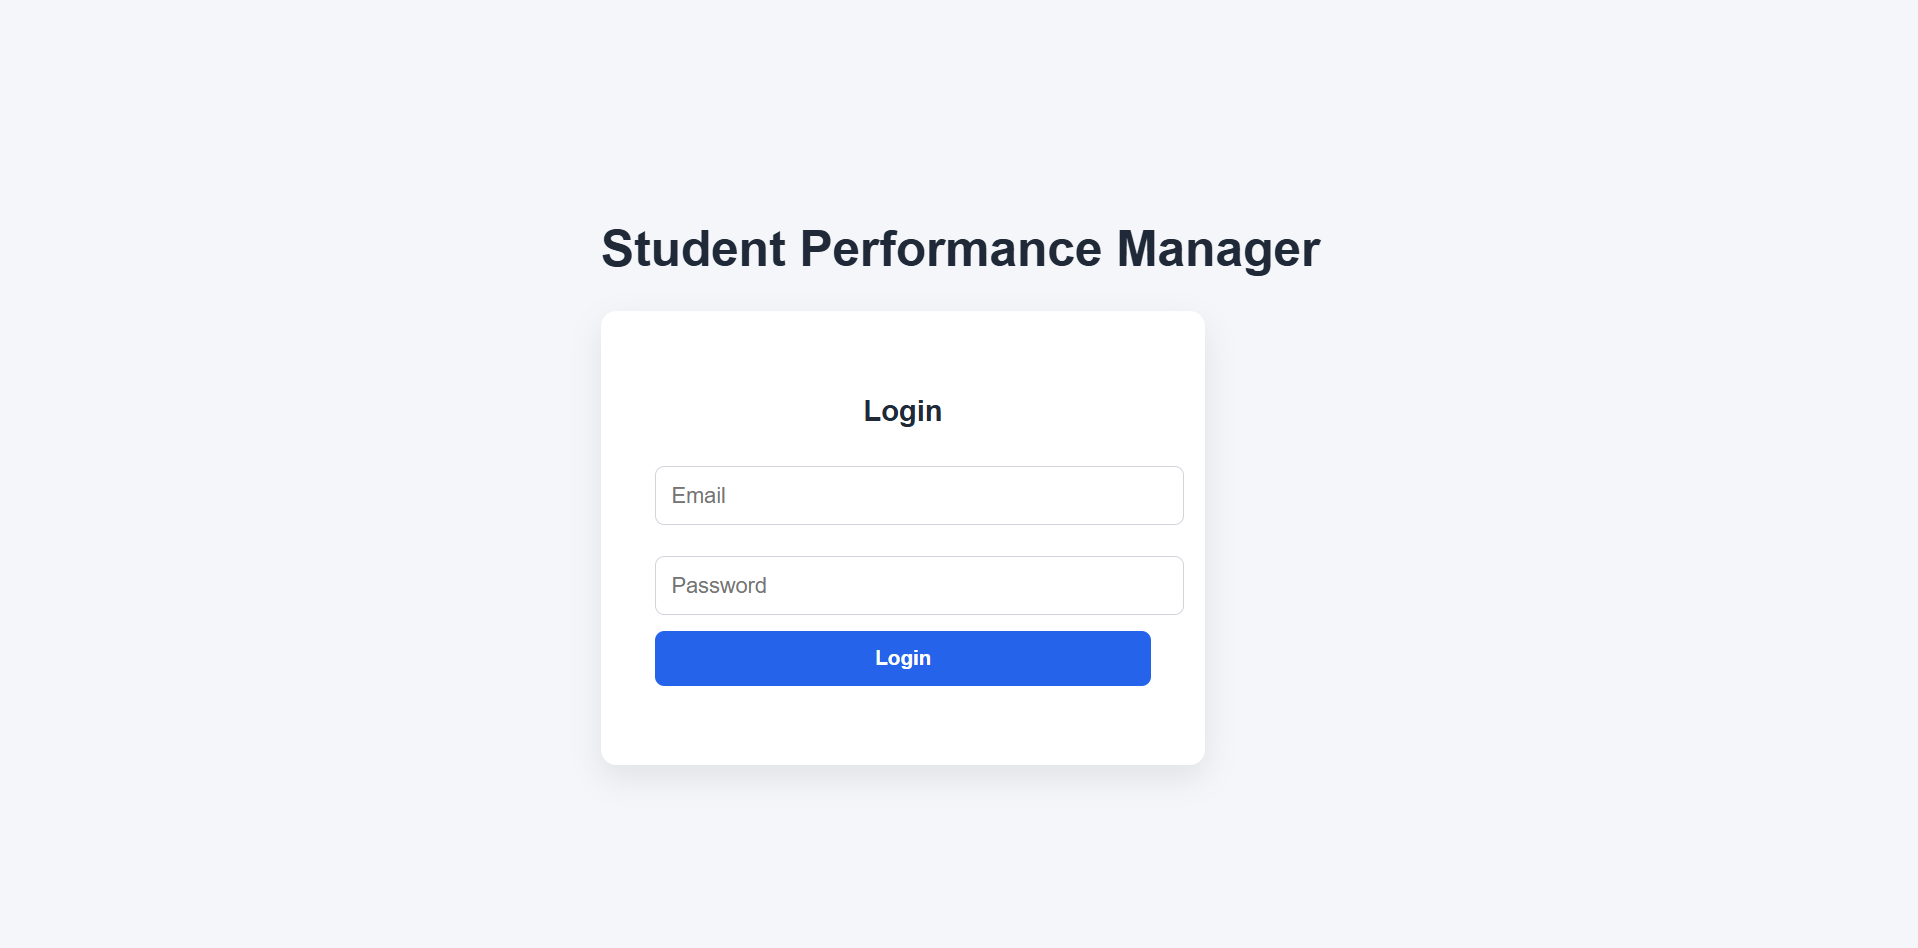 Student Performance Manager
Login
Email
Password
Login